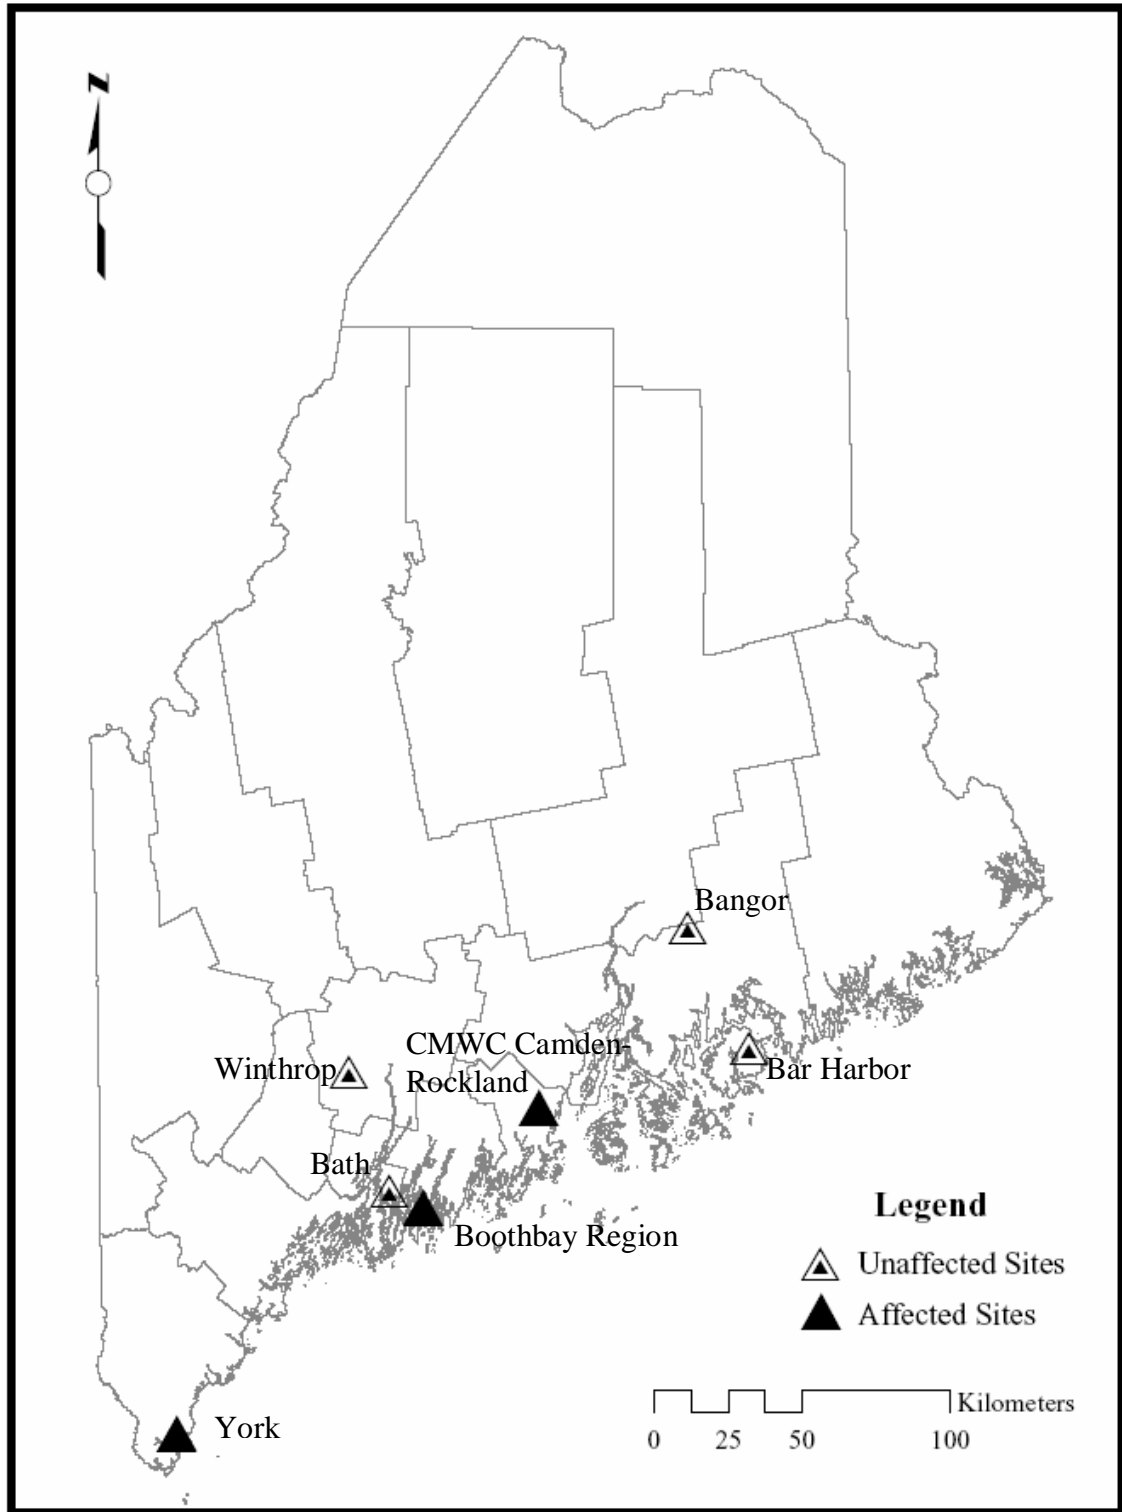 N
Bangor
CMWC Camden-
Rockland
Winthrop
Bar Harbor
Bath
Boothbay Region
Legend
Unaffected Sites
Affected Sites
York
Kilometers
0 25 50 100